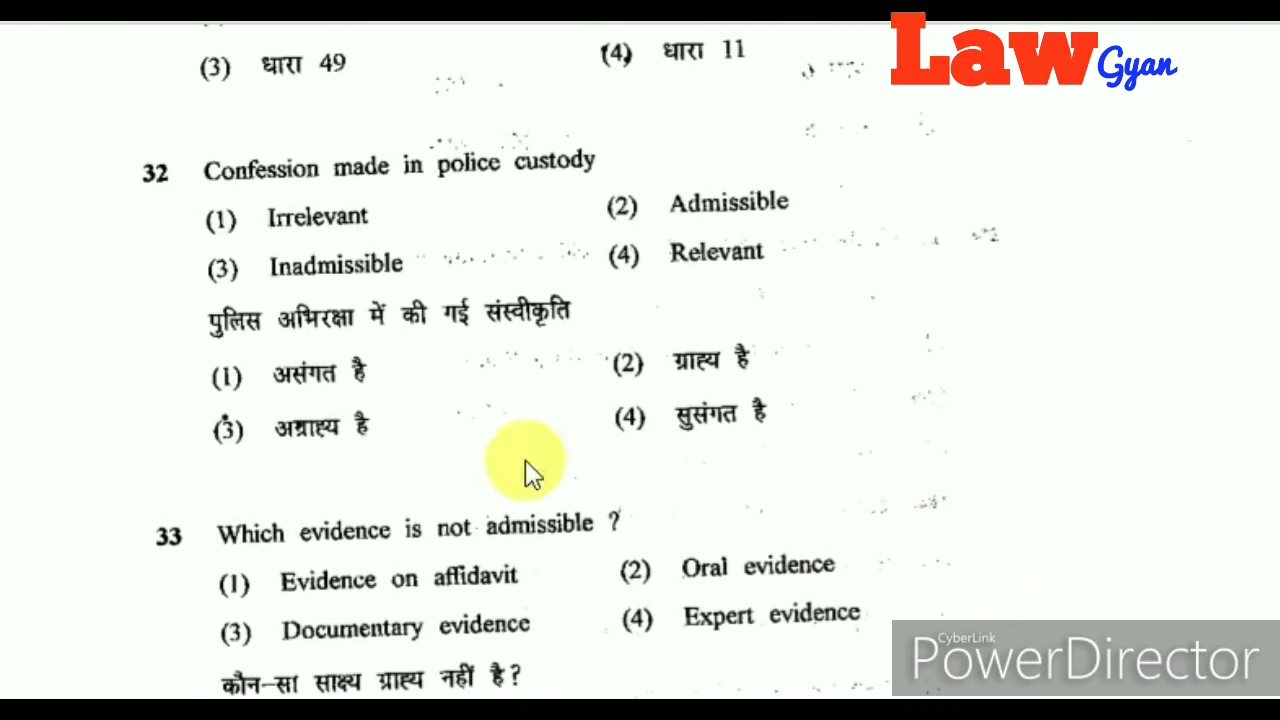 (3) धारा 49 (4) धारा 11
Law Gyan
32 Confession made in police custody
(1) Irrelevant (2) Admissible
(3) Inadmissible (4) Relevant
पुलिस अभिरक्षा में की गई संस्वीकृति
(1) असंगत है (2) ग्राह्य है
(3) अग्राह्य है (4) सुसंगत है
33 Which evidence is not admissible ?
(1) Evidence on affidavit (2) Oral evidence
(3) Documentary evidence (4) Expert evidence
कौन-सा साक्ष्य ग्राह्य नहीं है ?
CyberLink
PowerDirector